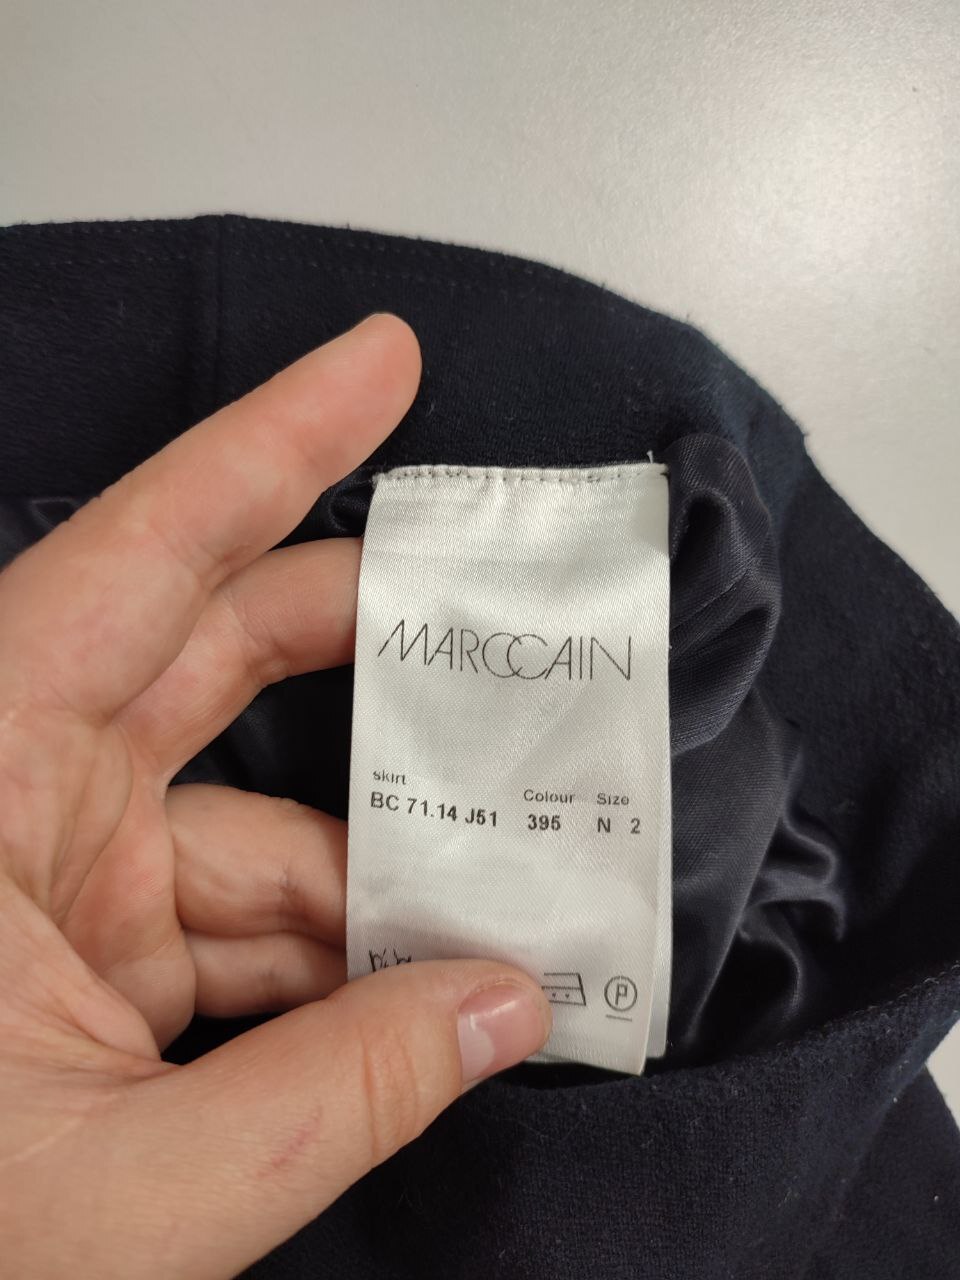 MARCCAIN
skirt
Colour Size
BC 71.14 J51 395 N 2
P